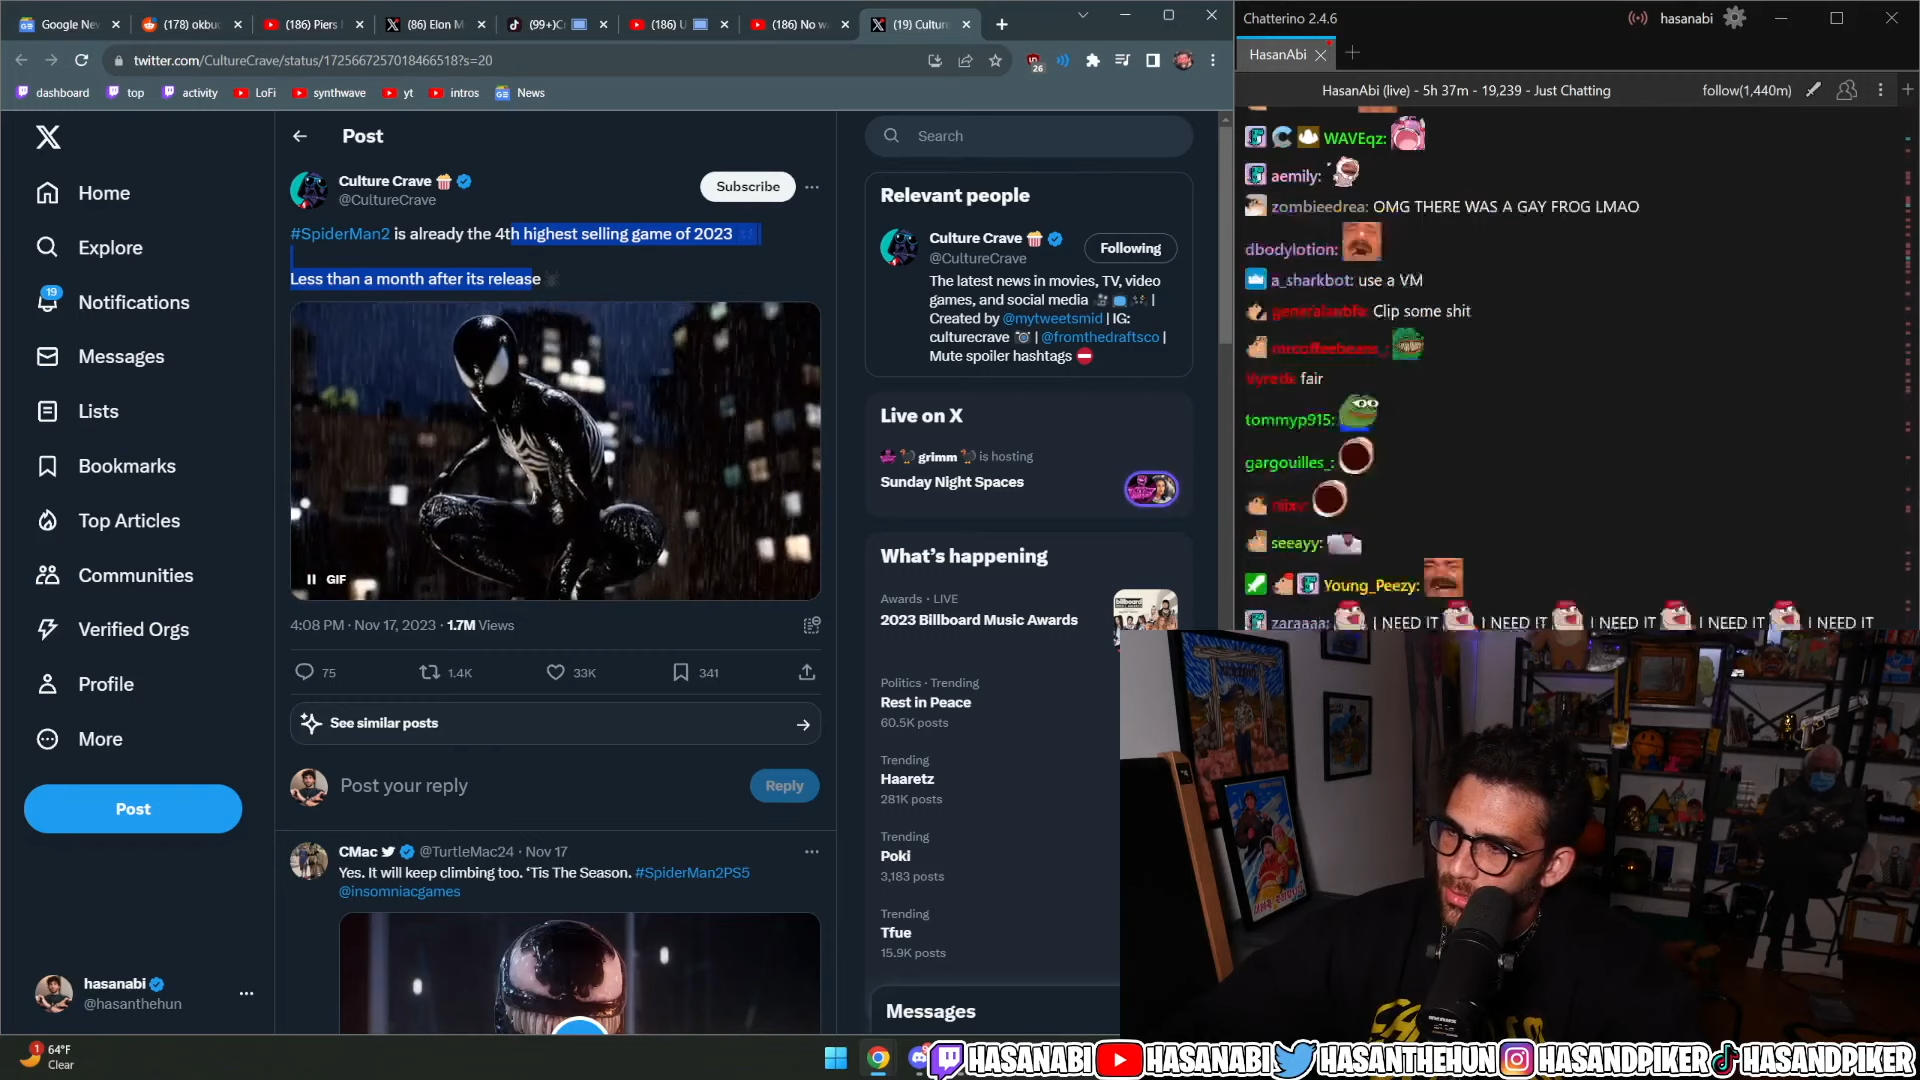 Google Nev
(178) okbuc
(186) Piers
(86) Elon M
(99+)C
(186) U
(186) No wa
(19) Culture
twitter.com/CultureCrave/status/1725667257018466518?s=20
26
dashboard
top
activity
LoFi
synthwave
yt
intros
News
Home
Explore
19
Notifications
Messages
Lists
Bookmarks
Top Articles
Communities
Verified Orgs
Profile
More
Post
hasanabi
@hasanthehun
Post
Culture Crave
@CultureCrave
Subscribe
#SpiderMan2 is already the 4th highest selling game of 2023
Less than a month after its release
GIF
4:08 PM · Nov 17, 2023 · 1.7M Views
75
1.4K
33K
341
See similar posts
Post your reply
Reply
CMac @TurtleMac24 · Nov 17
Yes. It will keep climbing too. ‘Tis The Season. #SpiderMan2PS5
@insomniacgames
Search
Relevant people
Culture Crave
@CultureCrave
Following
The latest news in movies, TV, video
games, and social media |
Created by @mytweetsmid | IG:
culturecrave | @fromthedraftsco |
Mute spoiler hashtags
Live on X
grimm is hosting
Sunday Night Spaces
What’s happening
Awards · LIVE
2023 Billboard Music Awards
Politics · Trending
Rest in Peace
60.5K posts
Trending
Haaretz
281K posts
Trending
Poki
3,183 posts
Trending
Tfue
15.9K posts
Messages
Chatterino 2.4.6
hasanabi
HasanAbi
HasanAbi (live) - 5h 37m - 19,239 - Just Chatting
follow(1,440m)
WAVEqz:
aemily:
zombieedrea: OMG THERE WAS A GAY FROG LMAO
dbodylotion:
a_sharkbot: use a VM
Clip some shit
fair
tommyp915:
gargouilles_:
seeayy:
Young_Peezy:
zaraaaa: I NEED IT I NEED IT I NEED IT I NEED IT I NEED IT
1
64°F
Clear
HASANABI
HASANABI
HASANTHEHUN
HASANDPIKER
HASANDPIKER